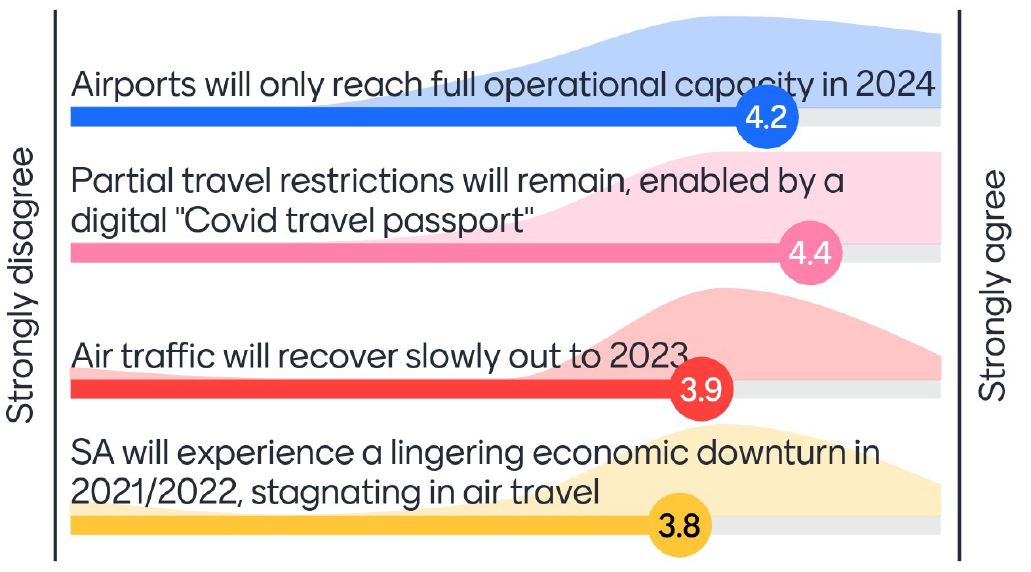 Strongly disagree
Airports will only reach full operational capacity in 2024
4.2
Partial travel restrictions will remain, enabled by a
digital "Covid travel passport"
4.4
Air traffic will recover slowly out to 2023
3.9
SA will experience a lingering economic downturn in
2021/2022, stagnating in air travel
3.8
Strongly agree